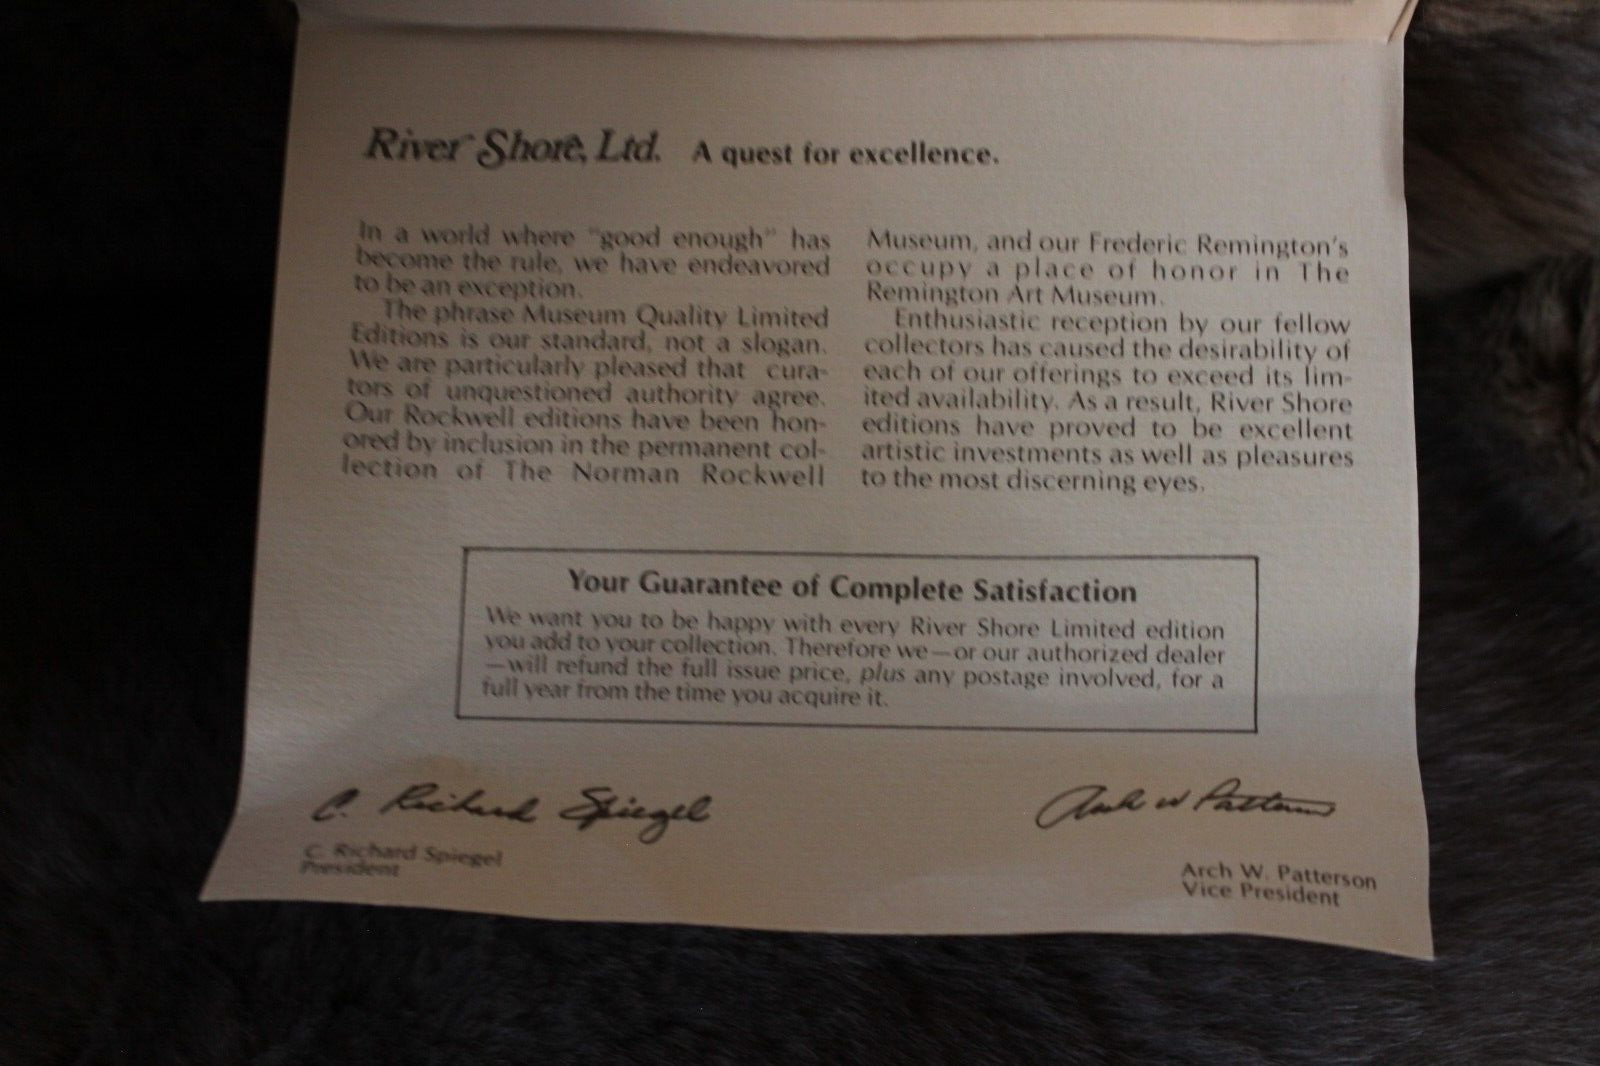 River Shore, Ltd. A quest for excellence.
In a world where "good enough" has
become the rule, we have endeavored
to be an exception.
The phrase Museum Quality Limited
Editions is our standard, not a slogan.
We are particularly pleased that cura-
tors of unquestioned authority agree.
Our Rockwell editions have been hon-
ored by inclusion in the permanent col-
lection of The Norman Rockwell
Museum, and our Frederic Remington's
occupy a place of honor in The
Remington Art Museum.
Enthusiastic reception by our fellow
collectors has caused the desirability of
each of our offerings to exceed its lim-
ited availability. As a result, River Shore
editions have proved to be excellent
artistic investments as well as pleasures
to the most discerning eyes.
Your Guarantee of Complete Satisfaction
We want you to be happy with every River Shore Limited edition
you add to your collection. Therefore we—or our authorized dealer
—will refund the full issue price, plus any postage involved, for a
full year from the time you acquire it.
C. Richard Spiegel
Arch W Patterson
C. Richard Spiegel
President
Arch W. Patterson
Vice President